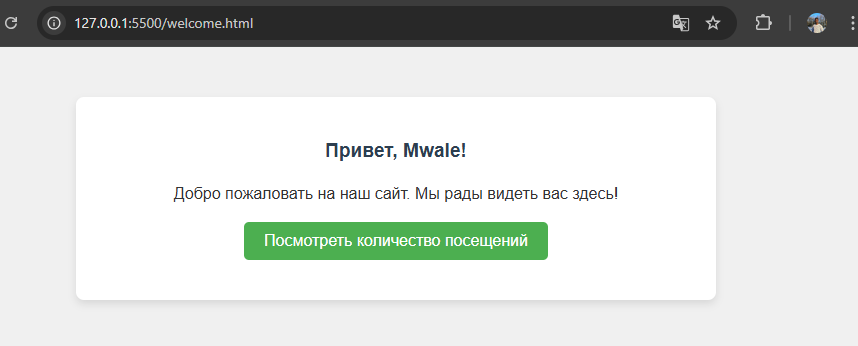 127.0.0.1:5500/welcome.html
Привет, Mwale!
Добро пожаловать на наш сайт. Мы рады видеть вас здесь!
Посмотреть количество посещений